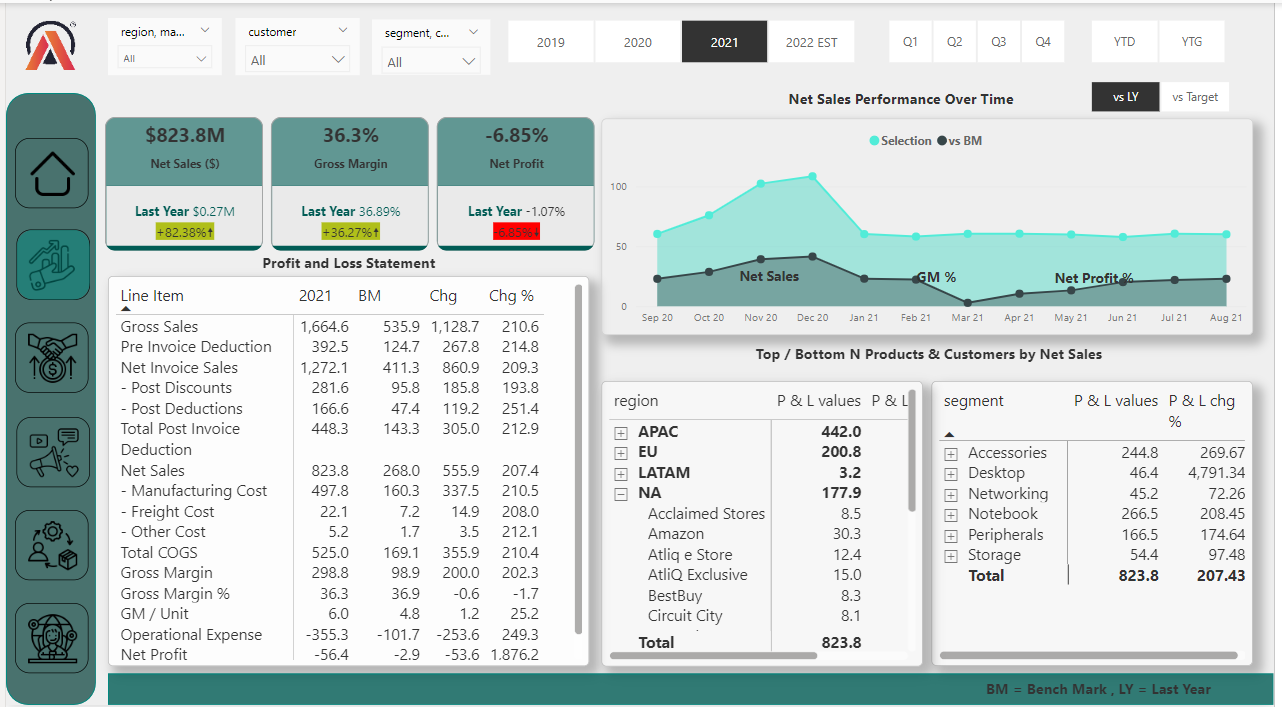 region, ma...
All
customer
All
segment, c...
All
2019
2020
2021
2022 EST
Q1
Q2
Q3
Q4
YTD
YTG
Net Sales Performance Over Time
vs LY
vs Target
$823.8M
Net Sales ($)
Last Year $0.27M
+82.38%↑
36.3%
Gross Margin
Last Year 36.89%
+36.27%↑
-6.85%
Net Profit
Last Year -1.07%
-6.85%↓
Selection vs BM
100
50
0
Net Sales
GM %
Net Profit %
Sep 20 Oct 20 Nov 20 Dec 20 Jan 21 Feb 21 Mar 21 Apr 21 May 21 Jun 21 Jul 21 Aug 21
Profit and Loss Statement
Line Item 2021 BM Chg Chg %
Gross Sales 1,664.6 535.9 1,128.7 210.6
Pre Invoice Deduction 392.5 124.7 267.8 214.8
Net Invoice Sales 1,272.1 411.3 860.9 209.3
- Post Discounts 281.6 95.8 185.8 193.8
- Post Deductions 166.6 47.4 119.2 251.4
Total Post Invoice 448.3 143.3 305.0 212.9
Deduction
Net Sales 823.8 268.0 555.9 207.4
- Manufacturing Cost 497.8 160.3 337.5 210.5
- Freight Cost 22.1 7.2 14.9 208.0
- Other Cost 5.2 1.7 3.5 212.1
Total COGS 525.0 169.1 355.9 210.4
Gross Margin 298.8 98.9 200.0 202.3
Gross Margin % 36.3 36.9 -0.6 -1.7
GM / Unit 6.0 4.8 1.2 25.2
Operational Expense -355.3 -101.7 -253.6 249.3
Net Profit -56.4 -2.9 -53.6 1,876.2
Top / Bottom N Products & Customers by Net Sales
region P & L values P & L
APAC 442.0
EU 200.8
LATAM 3.2
NA 177.9
Acclaimed Stores 8.5
Amazon 30.3
Atliq e Store 12.4
AtliQ Exclusive 15.0
BestBuy 8.3
Circuit City 8.1
Total 823.8
segment P & L values P & L chg
%
Accessories 244.8 269.67
Desktop 46.4 4,791.34
Networking 45.2 72.26
Notebook 266.5 208.45
Peripherals 166.5 174.64
Storage 54.4 97.48
Total 823.8 207.43
BM = Bench Mark , LY = Last Year